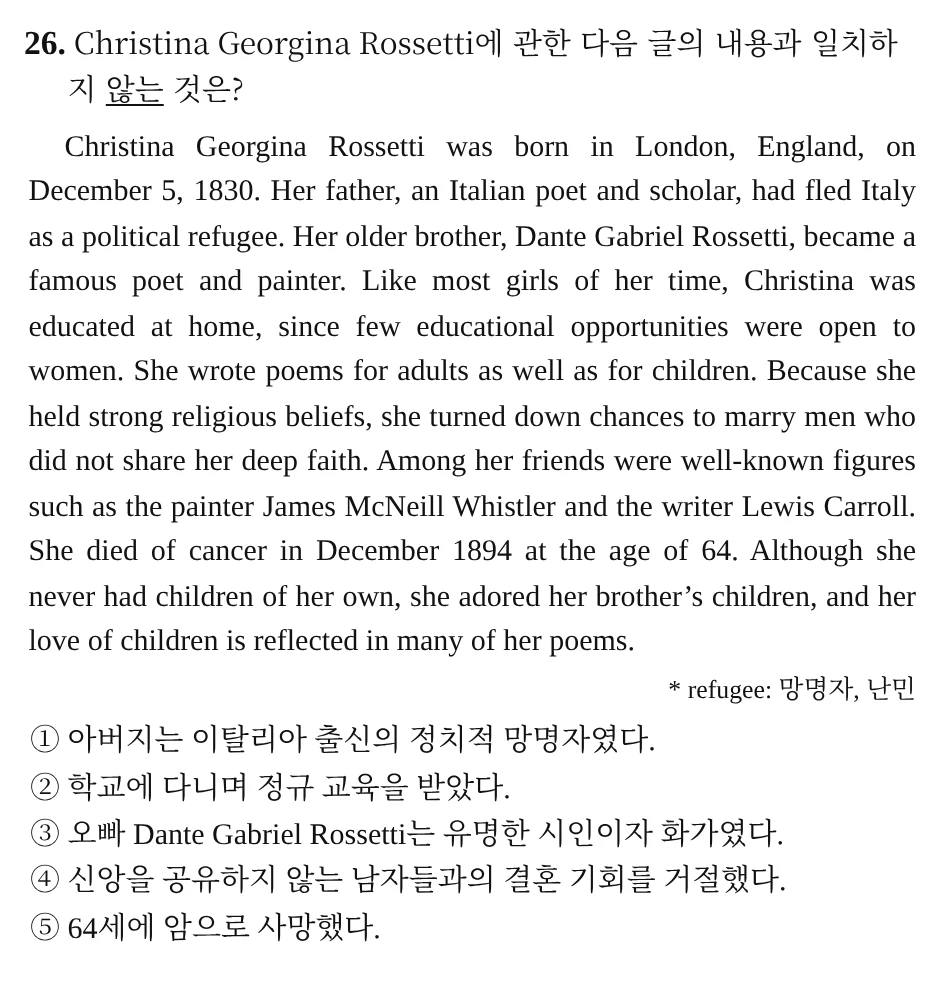 26. Christina Georgina Rossetti에 관한 다음 글의 내용과 일치하
지 않는 것은?
Christina Georgina Rossetti was born in London, England, on
December 5, 1830. Her father, an Italian poet and scholar, had fled Italy
as a political refugee. Her older brother, Dante Gabriel Rossetti, became a
famous poet and painter. Like most girls of her time, Christina was
educated at home, since few educational opportunities were open to
women. She wrote poems for adults as well as for children. Because she
held strong religious beliefs, she turned down chances to marry men who
did not share her deep faith. Among her friends were well-known figures
such as the painter James McNeill Whistler and the writer Lewis Carroll.
She died of cancer in December 1894 at the age of 64. Although she
never had children of her own, she adored her brother’s children, and her
love of children is reflected in many of her poems.
* refugee: 망명자, 난민
① 아버지는 이탈리아 출신의 정치적 망명자였다.
② 학교에 다니며 정규 교육을 받았다.
③ 오빠 Dante Gabriel Rossetti는 유명한 시인이자 화가였다.
④ 신앙을 공유하지 않는 남자들과의 결혼 기회를 거절했다.
⑤ 64세에 암으로 사망했다.